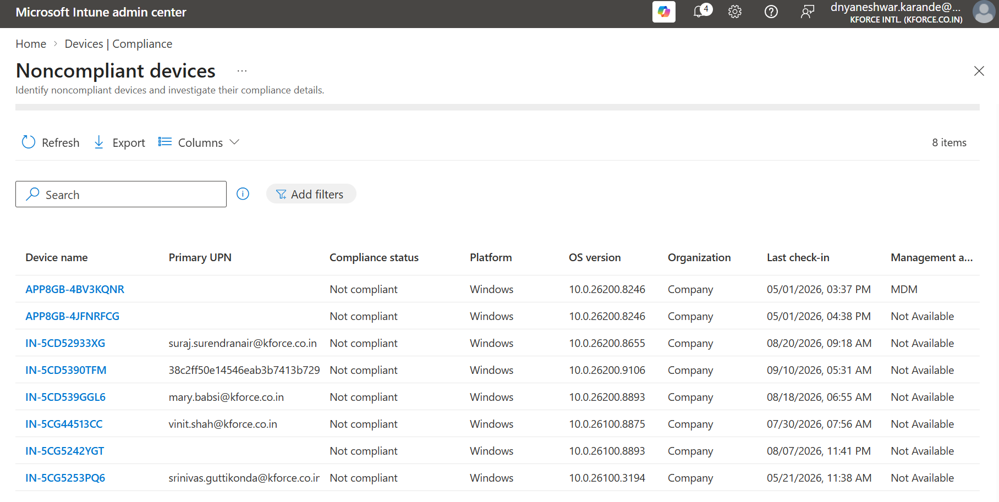 Microsoft Intune admin center
4
dnyaneshwar.karande@...
KFORCE INTL. (KFORCE.CO.IN)
Home > Devices | Compliance
Noncompliant devices ...
Identify noncompliant devices and investigate their compliance details.
Refresh Export Columns 8 items
Search Add filters
Device name Primary UPN Compliance status Platform OS version Organization Last check-in Management a...
APP8GB-4BV3KQNR Not compliant Windows 10.0.26200.8246 Company 05/01/2026, 03:37 PM MDM
APP8GB-4JFNRFCG Not compliant Windows 10.0.26200.8246 Company 05/01/2026, 04:38 PM Not Available
IN-5CD52933XG suraj.surendranair@kforce.co.in Not compliant Windows 10.0.26200.8655 Company 08/20/2026, 09:18 AM Not Available
IN-5CD5390TFM 38c2ff50e14546eab3b7413b729 Not compliant Windows 10.0.26200.9106 Company 09/10/2026, 05:31 AM Not Available
IN-5CD539GGL6 mary.babsi@kforce.co.in Not compliant Windows 10.0.26200.8893 Company 08/18/2026, 06:55 AM Not Available
IN-5CG44513CC vinit.shah@kforce.co.in Not compliant Windows 10.0.26100.8875 Company 07/30/2026, 07:56 AM Not Available
IN-5CG5242YGT Not compliant Windows 10.0.26100.8893 Company 08/07/2026, 11:41 PM Not Available
IN-5CG5253PQ6 srinivas.guttikonda@kforce.co.ir Not compliant Windows 10.0.26100.3194 Company 05/21/2026, 11:38 AM Not Available